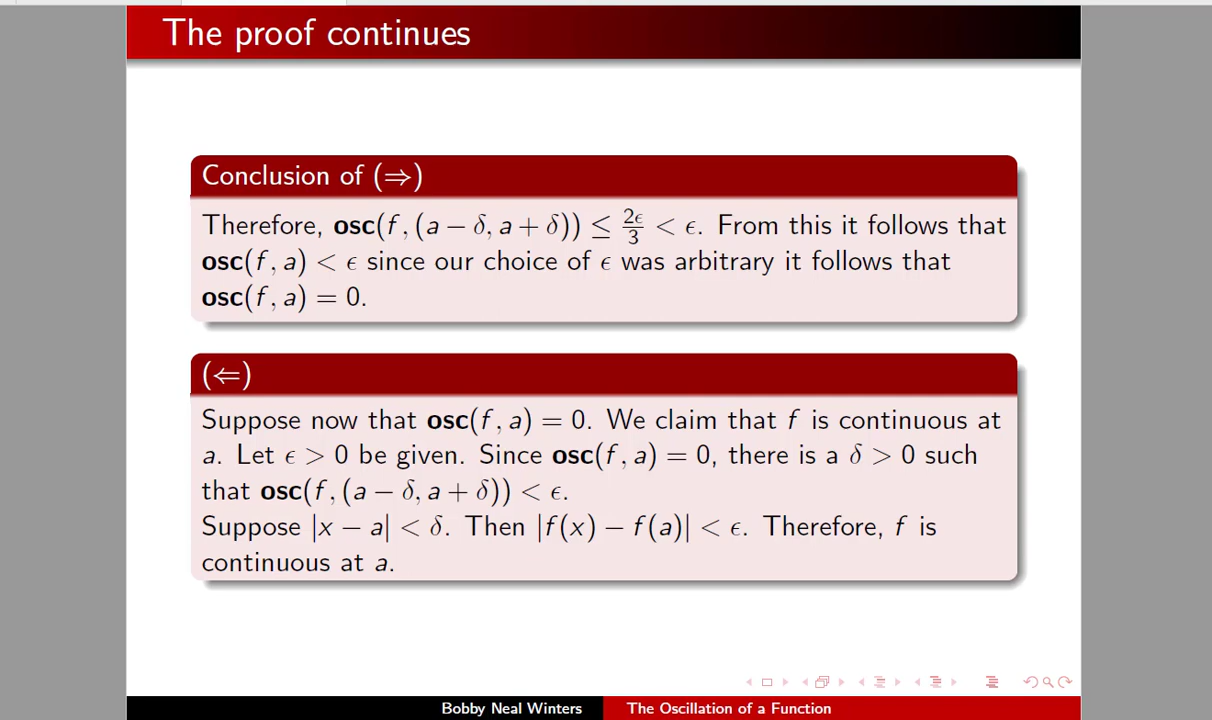 The proof continues
Conclusion of (⇒)
Therefore, osc(f, (a − δ, a + δ)) ≤ 2ϵ/3 < ϵ. From this it follows that
osc(f, a) < ϵ since our choice of ϵ was arbitrary it follows that
osc(f, a) = 0.
(⇐)
Suppose now that osc(f, a) = 0. We claim that f is continuous at
a. Let ϵ > 0 be given. Since osc(f, a) = 0, there is a δ > 0 such
that osc(f, (a − δ, a + δ)) < ϵ.
Suppose |x − a| < δ. Then |f(x) − f(a)| < ϵ. Therefore, f is
continuous at a.
Bobby Neal Winters
The Oscillation of a Function